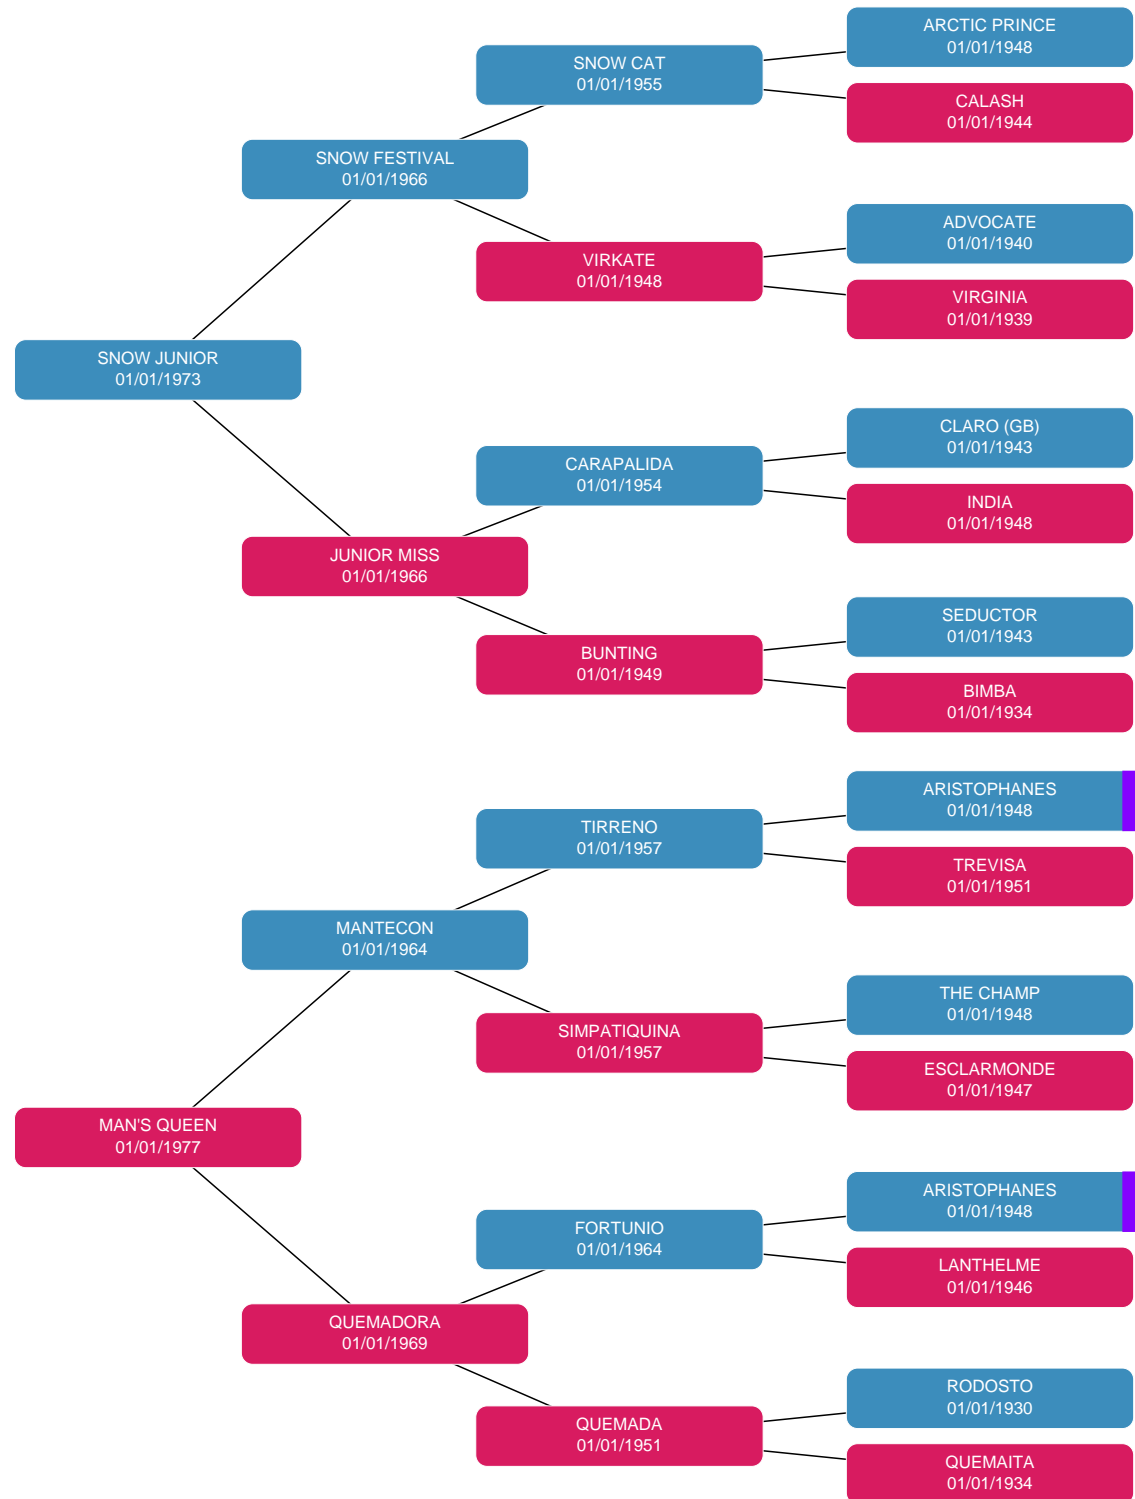 ARCTIC PRINCE
01/01/1948
SNOW CAT
01/01/1955
CALASH
01/01/1944
SNOW FESTIVAL
01/01/1966
ADVOCATE
01/01/1940
VIRKATE
01/01/1948
VIRGINIA
01/01/1939
SNOW JUNIOR
01/01/1973
CLARO (GB)
01/01/1943
CARAPALIDA
01/01/1954
INDIA
01/01/1948
JUNIOR MISS
01/01/1966
SEDUCTOR
01/01/1943
BUNTING
01/01/1949
BIMBA
01/01/1934
ARISTOPHANES
01/01/1948
TIRRENO
01/01/1957
TREVISA
01/01/1951
MANTECON
01/01/1964
THE CHAMP
01/01/1948
SIMPATIQUINA
01/01/1957
ESCLARMONDE
01/01/1947
MAN'S QUEEN
01/01/1977
ARISTOPHANES
01/01/1948
FORTUNIO
01/01/1964
LANTHELME
01/01/1946
QUEMADORA
01/01/1969
RODOSTO
01/01/1930
QUEMADA
01/01/1951
QUEMAITA
01/01/1934